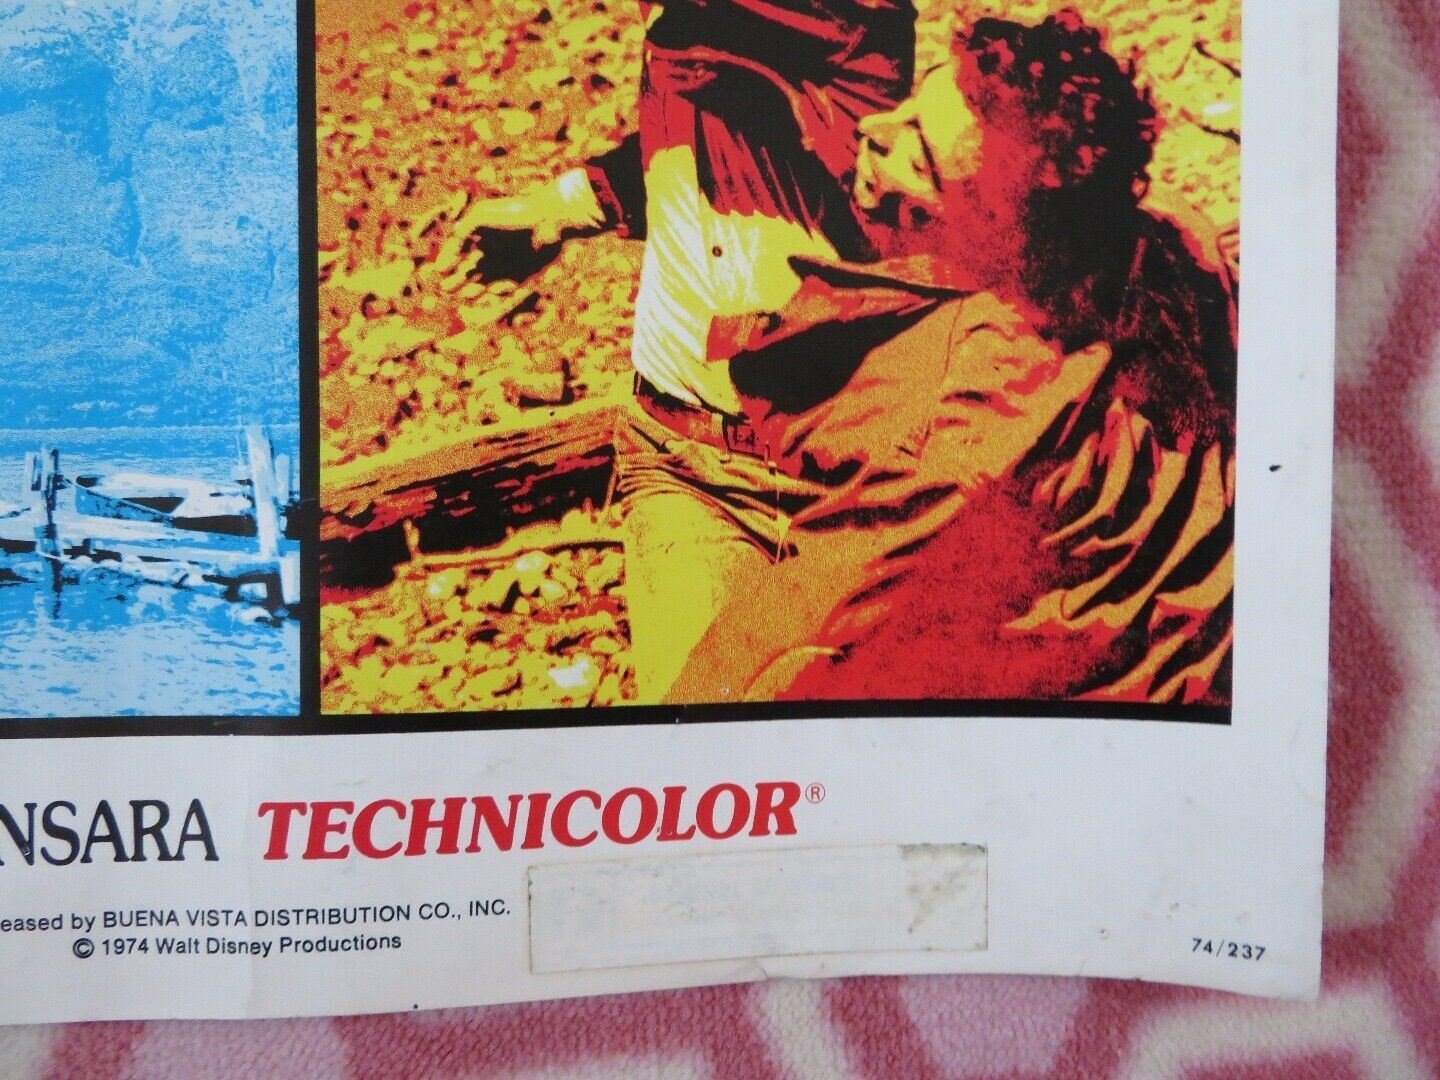 NSARA TECHNICOLOR®
eased by BUENA VISTA DISTRIBUTION CO., INC.
© 1974 Walt Disney Productions
74/237